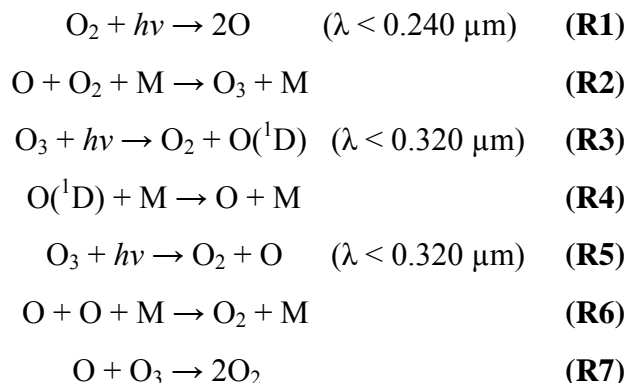 O₂ + hν → 2O (λ < 0.240 µm) (R1)
O + O₂ + M → O₃ + M (R2)
O₃ + hν → O₂ + O(¹D) (λ < 0.320 µm) (R3)
O(¹D) + M → O + M (R4)
O₃ + hν → O₂ + O (λ < 0.320 µm) (R5)
O + O + M → O₂ + M (R6)
O + O₃ → 2O₂ (R7)